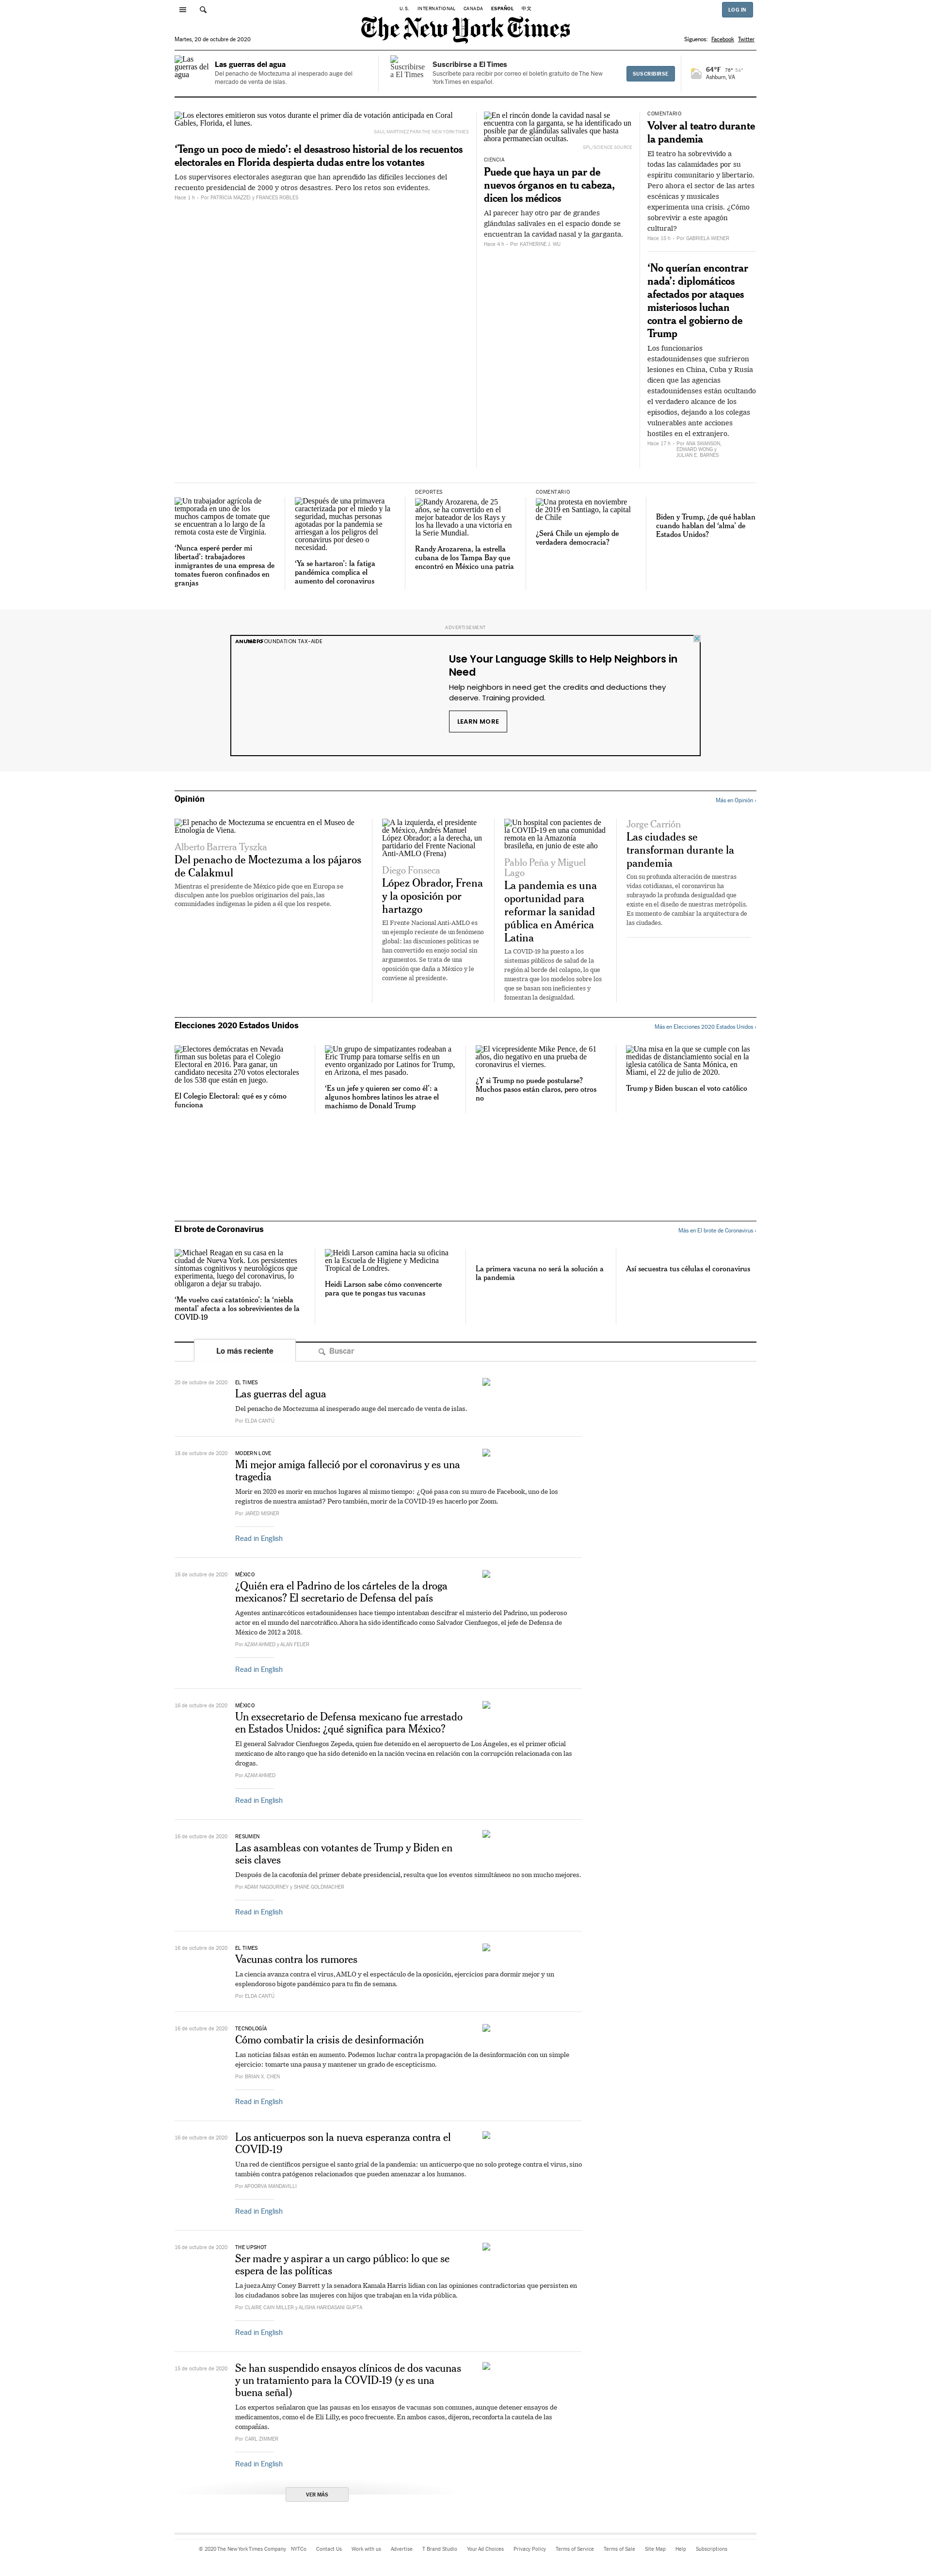 U.S. INTERNATIONAL CANADA ESPAÑOL 中文
LOG IN
The New York Times
Martes, 20 de octubre de 2020
Síguenos: Facebook Twitter
Las guerras del agua
Las guerras del agua
Del penacho de Moctezuma al inesperado auge del
mercado de venta de islas.
Suscribirse a El Times
Suscribirse a El Times
Suscríbete para recibir por correo el boletín gratuito de The New
York Times en español.
SUSCRIBIRSE
64°F 76° 64°
Ashburn, VA
Los electores emitieron sus votos durante el primer día de votación anticipada en Coral
Gables, Florida, el lunes.
SAUL MARTINEZ PARA THE NEW YORK TIMES
‘Tengo un poco de miedo’: el desastroso historial de los recuentos
electorales en Florida despierta dudas entre los votantes
Los supervisores electorales aseguran que han aprendido las difíciles lecciones del
recuento presidencial de 2000 y otros desastres. Pero los retos son evidentes.
Hace 1 h - Por PATRICIA MAZZEI y FRANCES ROBLES
En el rincón donde la cavidad nasal se
encuentra con la garganta, se ha identificado un
posible par de glándulas salivales que hasta
ahora permanecían ocultas.
SPL/SCIENCE SOURCE
CIENCIA
Puede que haya un par de
nuevos órganos en tu cabeza,
dicen los médicos
Al parecer hay otro par de grandes
glándulas salivales en el espacio donde se
encuentran la cavidad nasal y la garganta.
Hace 4 h - Por KATHERINE J. WU
COMENTARIO
Volver al teatro durante
la pandemia
El teatro ha sobrevivido a
todas las calamidades por su
espíritu comunitario y libertario.
Pero ahora el sector de las artes
escénicas y musicales
experimenta una crisis. ¿Cómo
sobrevivir a este apagón
cultural?
Hace 15 h - Por GABRIELA WIENER
‘No querían encontrar
nada’: diplomáticos
afectados por ataques
misteriosos luchan
contra el gobierno de
Trump
Los funcionarios
estadounidenses que sufrieron
lesiones en China, Cuba y Rusia
dicen que las agencias
estadounidenses están ocultando
el verdadero alcance de los
episodios, dejando a los colegas
vulnerables ante acciones
hostiles en el extranjero.
Hace 17 h - Por ANA SWANSON,
EDWARD WONG y
JULIAN E. BARNES
Un trabajador agrícola de
temporada en uno de los
muchos campos de tomate que
se encuentran a lo largo de la
remota costa este de Virginia.
‘Nunca esperé perder mi
libertad’: trabajadores
inmigrantes de una empresa de
tomates fueron confinados en
granjas
Después de una primavera
caracterizada por el miedo y la
seguridad, muchas personas
agotadas por la pandemia se
arriesgan a los peligros del
coronavirus por deseo o
necesidad.
‘Ya se hartaron’: la fatiga
pandémica complica el
aumento del coronavirus
DEPORTES
Randy Arozarena, de 25
años, se ha convertido en el
mejor bateador de los Rays y
los ha llevado a una victoria en
la Serie Mundial.
Randy Arozarena, la estrella
cubana de los Tampa Bay que
encontró en México una patria
COMENTARIO
Una protesta en noviembre
de 2019 en Santiago, la capital
de Chile
¿Será Chile un ejemplo de
verdadera democracia?
Biden y Trump, ¿de qué hablan
cuando hablan del ‘alma’ de
Estados Unidos?
ADVERTISEMENT
ANUNCIO FOUNDATION TAX-AIDE
Use Your Language Skills to Help Neighbors in
Need
Help neighbors in need get the credits and deductions they
deserve. Training provided.
LEARN MORE
Opinión
Más en Opinión ›
El penacho de Moctezuma se encuentra en el Museo de
Etnología de Viena.
Alberto Barrera Tyszka
Del penacho de Moctezuma a los pájaros
de Calakmul
Mientras el presidente de México pide que en Europa se
disculpen ante los pueblos originarios del país, las
comunidades indígenas le piden a él que los respete.
A la izquierda, el presidente
de México, Andrés Manuel
López Obrador; a la derecha, un
partidario del Frente Nacional
Anti-AMLO (Frena)
Diego Fonseca
López Obrador, Frena
y la oposición por
hartazgo
El Frente Nacional Anti-AMLO es
un ejemplo reciente de un fenómeno
global: las discusiones políticas se
han convertido en enojo social sin
argumentos. Se trata de una
oposición que daña a México y le
conviene al presidente.
Un hospital con pacientes de
la COVID-19 en una comunidad
remota en la Amazonía
brasileña, en junio de este año
Pablo Peña y Miguel
Lago
La pandemia es una
oportunidad para
reformar la sanidad
pública en América
Latina
La COVID-19 ha puesto a los
sistemas públicos de salud de la
región al borde del colapso, lo que
muestra que los modelos sobre los
que se basan son ineficientes y
fomentan la desigualdad.
Jorge Carrión
Las ciudades se
transforman durante la
pandemia
Con su profunda alteración de nuestras
vidas cotidianas, el coronavirus ha
subrayado la profunda desigualdad que
existe en el diseño de nuestras metrópolis.
Es momento de cambiar la arquitectura de
las ciudades.
Elecciones 2020 Estados Unidos
Más en Elecciones 2020 Estados Unidos ›
Electores demócratas en Nevada
firman sus boletas para el Colegio
Electoral en 2016. Para ganar, un
candidato necesita 270 votos electorales
de los 538 que están en juego.
El Colegio Electoral: qué es y cómo
funciona
Un grupo de simpatizantes rodeaban a
Eric Trump para tomarse selfis en un
evento organizado por Latinos for Trump,
en Arizona, el mes pasado.
‘Es un jefe y quieren ser como él’: a
algunos hombres latinos les atrae el
machismo de Donald Trump
El vicepresidente Mike Pence, de 61
años, dio negativo en una prueba de
coronavirus el viernes.
¿Y si Trump no puede postularse?
Muchos pasos están claros, pero otros
no
Una misa en la que se cumple con las
medidas de distanciamiento social en la
iglesia católica de Santa Mónica, en
Miami, el 22 de julio de 2020.
Trump y Biden buscan el voto católico
El brote de Coronavirus
Más en El brote de Coronavirus ›
Michael Reagan en su casa en la
ciudad de Nueva York. Los persistentes
síntomas cognitivos y neurológicos que
experimenta, luego del coronavirus, lo
obligaron a dejar su trabajo.
‘Me vuelvo casi catatónico’: la ‘niebla
mental’ afecta a los sobrevivientes de la
COVID-19
Heidi Larson camina hacia su oficina
en la Escuela de Higiene y Medicina
Tropical de Londres.
Heidi Larson sabe cómo convencerte
para que te pongas tus vacunas
La primera vacuna no será la solución a
la pandemia
Así secuestra tus células el coronavirus
Lo más reciente
Buscar
20 de octubre de 2020
EL TIMES
Las guerras del agua
Del penacho de Moctezuma al inesperado auge del mercado de venta de islas.
Por ELDA CANTÚ
18 de octubre de 2020
MODERN LOVE
Mi mejor amiga falleció por el coronavirus y es una
tragedia
Morir en 2020 es morir en muchos lugares al mismo tiempo: ¿Qué pasa con su muro de Facebook, uno de los
registros de nuestra amistad? Pero también, morir de la COVID-19 es hacerlo por Zoom.
Por JARED MISNER
Read in English
16 de octubre de 2020
MÉXICO
¿Quién era el Padrino de los cárteles de la droga
mexicanos? El secretario de Defensa del país
Agentes antinarcóticos estadounidenses hace tiempo intentaban descifrar el misterio del Padrino, un poderoso
actor en el mundo del narcotráfico. Ahora ha sido identificado como Salvador Cienfuegos, el jefe de Defensa de
México de 2012 a 2018.
Por AZAM AHMED y ALAN FEUER
Read in English
16 de octubre de 2020
MÉXICO
Un exsecretario de Defensa mexicano fue arrestado
en Estados Unidos: ¿qué significa para México?
El general Salvador Cienfuegos Zepeda, quien fue detenido en el aeropuerto de Los Ángeles, es el primer oficial
mexicano de alto rango que ha sido detenido en la nación vecina en relación con la corrupción relacionada con las
drogas.
Por AZAM AHMED
Read in English
16 de octubre de 2020
RESUMEN
Las asambleas con votantes de Trump y Biden en
seis claves
Después de la cacofonía del primer debate presidencial, resulta que los eventos simultáneos no son mucho mejores.
Por ADAM NAGOURNEY y SHANE GOLDMACHER
Read in English
16 de octubre de 2020
EL TIMES
Vacunas contra los rumores
La ciencia avanza contra el virus, AMLO y el espectáculo de la oposición, ejercicios para dormir mejor y un
esplendoroso bigote pandémico para tu fin de semana.
Por ELDA CANTÚ
16 de octubre de 2020
TECNOLOGÍA
Cómo combatir la crisis de desinformación
Las noticias falsas están en aumento. Podemos luchar contra la propagación de la desinformación con un simple
ejercicio: tomarte una pausa y mantener un grado de escepticismo.
Por BRIAN X. CHEN
Read in English
16 de octubre de 2020
Los anticuerpos son la nueva esperanza contra el
COVID-19
Una red de científicos persigue el santo grial de la pandemia: un anticuerpo que no solo protege contra el virus, sino
también contra patógenos relacionados que pueden amenazar a los humanos.
Por APOORVA MANDAVILLI
Read in English
16 de octubre de 2020
THE UPSHOT
Ser madre y aspirar a un cargo público: lo que se
espera de las políticas
La jueza Amy Coney Barrett y la senadora Kamala Harris lidian con las opiniones contradictorias que persisten en
los ciudadanos sobre las mujeres con hijos que trabajan en la vida pública.
Por CLAIRE CAIN MILLER y ALISHA HARIDASANI GUPTA
Read in English
15 de octubre de 2020
Se han suspendido ensayos clínicos de dos vacunas
y un tratamiento para la COVID-19 (y es una
buena señal)
Los expertos señalaron que las pausas en los ensayos de vacunas son comunes, aunque detener ensayos de
medicamentos, como el de Eli Lilly, es poco frecuente. En ambos casos, dijeron, reconforta la cautela de las
compañías.
Por CARL ZIMMER
Read in English
VER MÁS
© 2020 The New York Times Company NYTCo Contact Us Work with us Advertise T Brand Studio Your Ad Choices Privacy Policy Terms of Service Terms of Sale Site Map Help Subscriptions